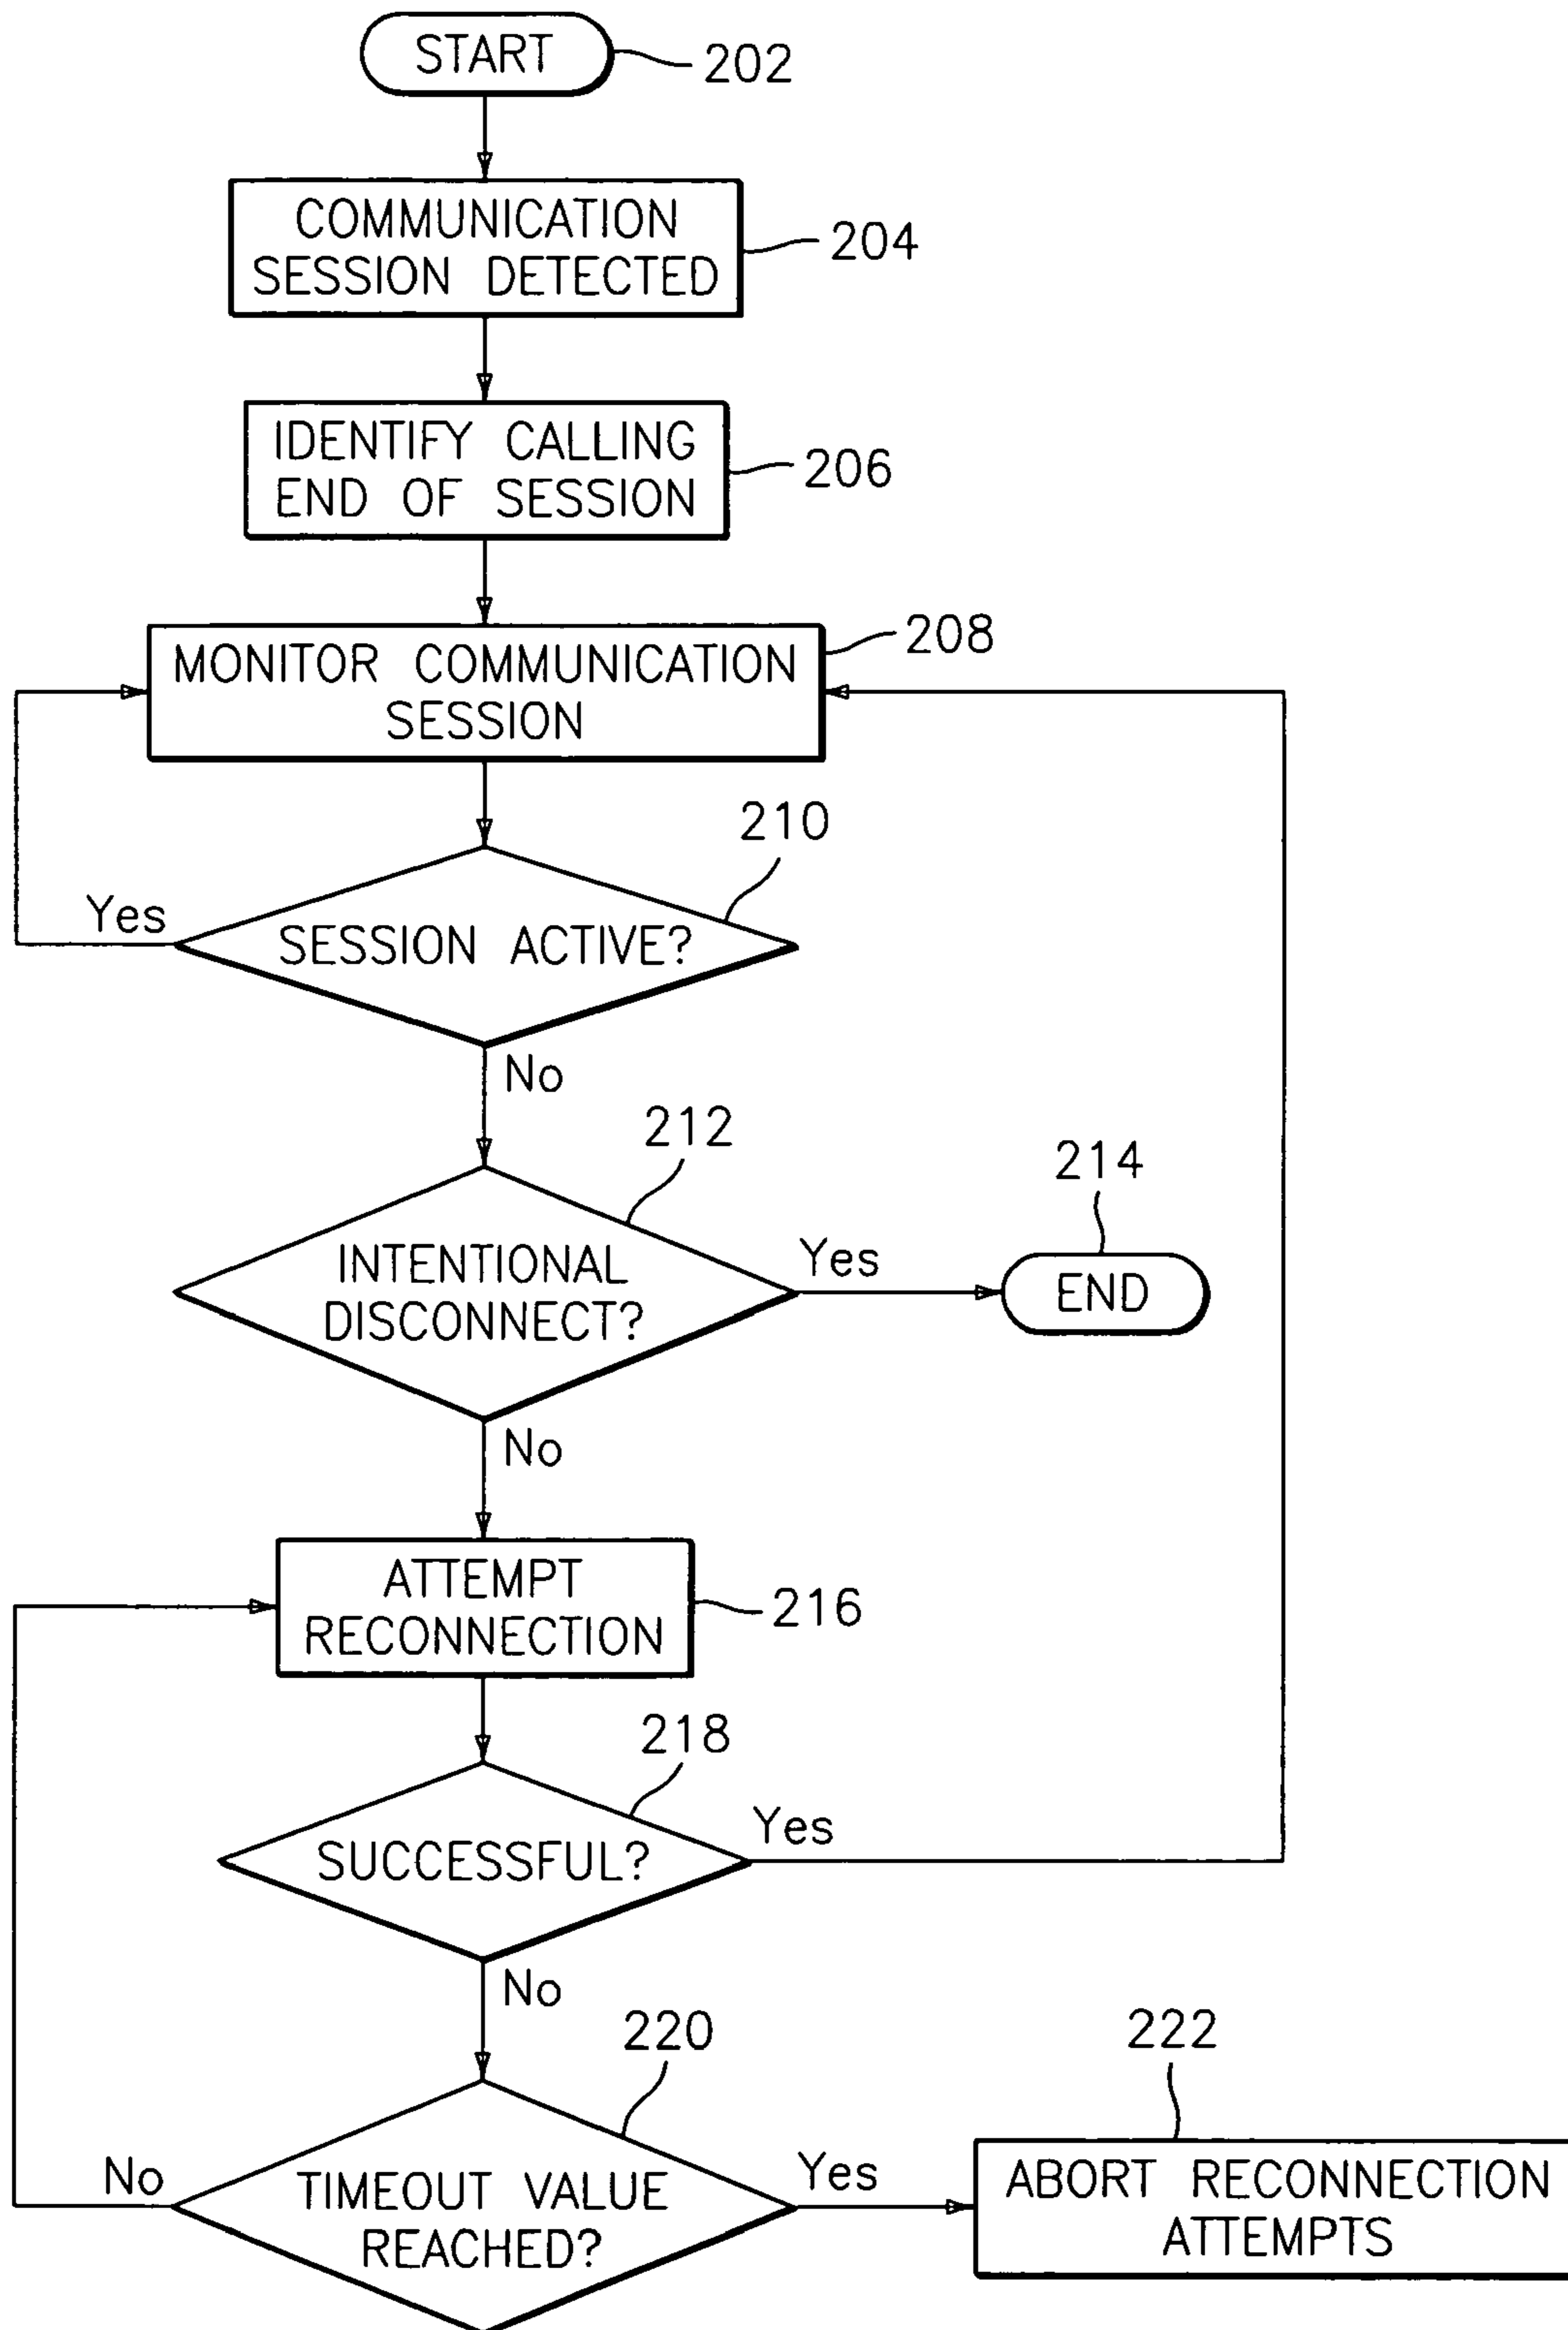 START
202
COMMUNICATION
SESSION DETECTED
204
IDENTIFY CALLING
END OF SESSION
206
MONITOR COMMUNICATION
SESSION
208
210
Yes
SESSION ACTIVE?
No
212
214
INTENTIONAL
DISCONNECT?
Yes
END
No
ATTEMPT
RECONNECTION
216
218
SUCCESSFUL?
Yes
No
220
222
No
TIMEOUT VALUE
REACHED?
Yes
ABORT RECONNECTION
ATTEMPTS